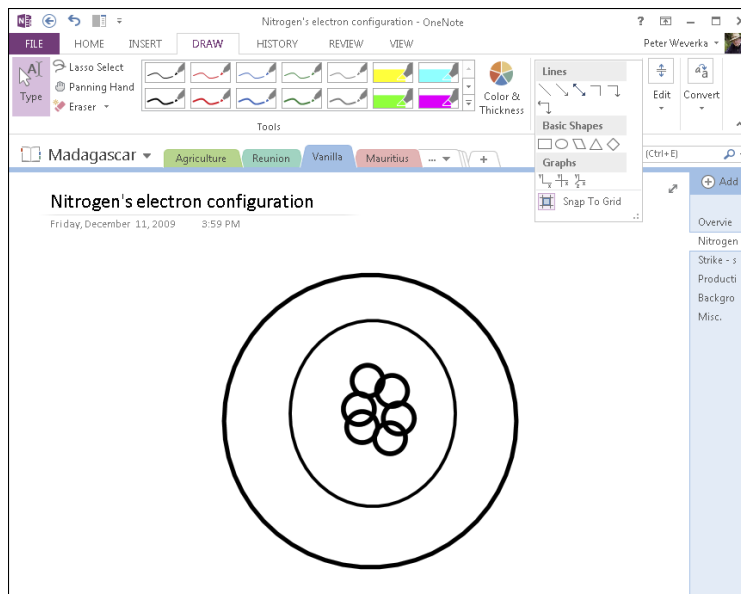 Nitrogen's electron configuration - OneNote
FILE HOME INSERT DRAW HISTORY REVIEW VIEW Peter Weverka
Type
Lasso Select
Panning Hand
Eraser
Color &
Thickness
Tools
Lines
Basic Shapes
Graphs
Snap To Grid
Edit
Convert
Madagascar Agriculture Reunion Vanilla Mauritius ... + (Ctrl+E)
Add
Nitrogen's electron configuration
Friday, December 11, 2009 3:59 PM
Overvie
Nitrogen
Strike - s
Producti
Backgro
Misc.